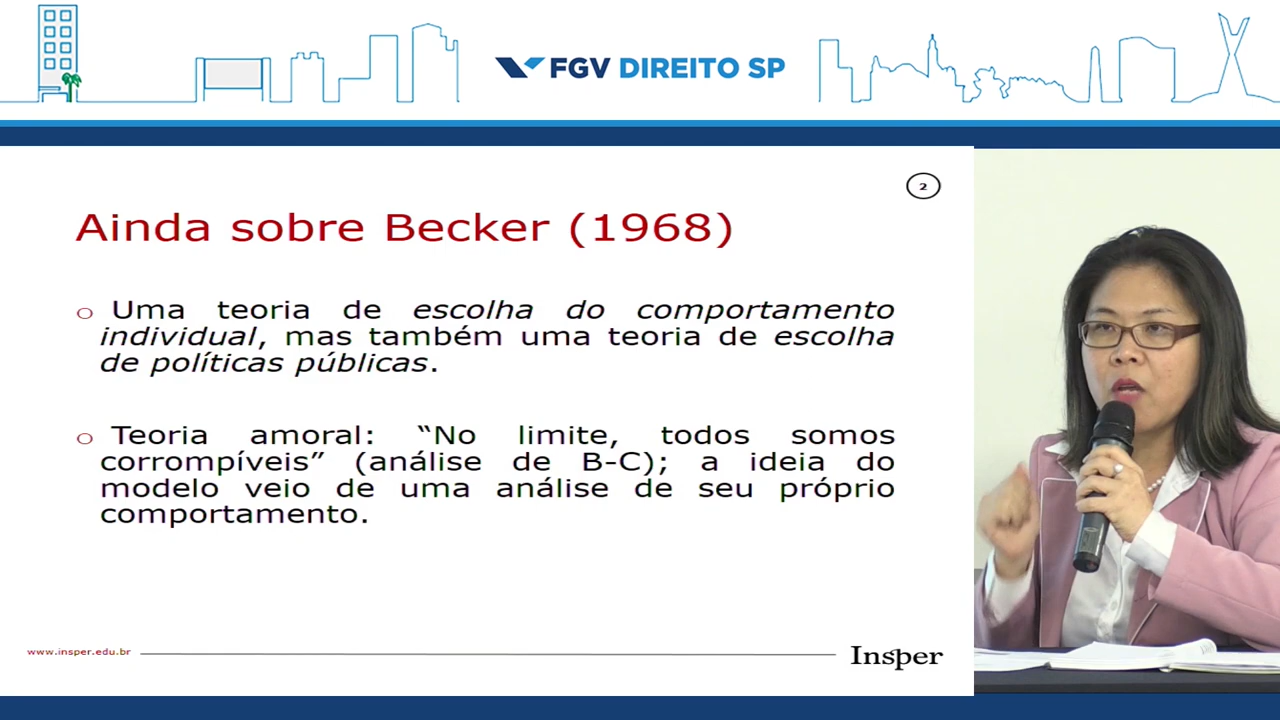 FGV DIREITO SP
2
Ainda sobre Becker (1968)
o Uma teoria de escolha do comportamento
individual, mas também uma teoria de escolha
de políticas públicas.
o Teoria amoral: “No limite, todos somos
corrompíveis” (análise de B-C); a ideia do
modelo veio de uma análise de seu próprio
comportamento.
www.insper.edu.br
Insper